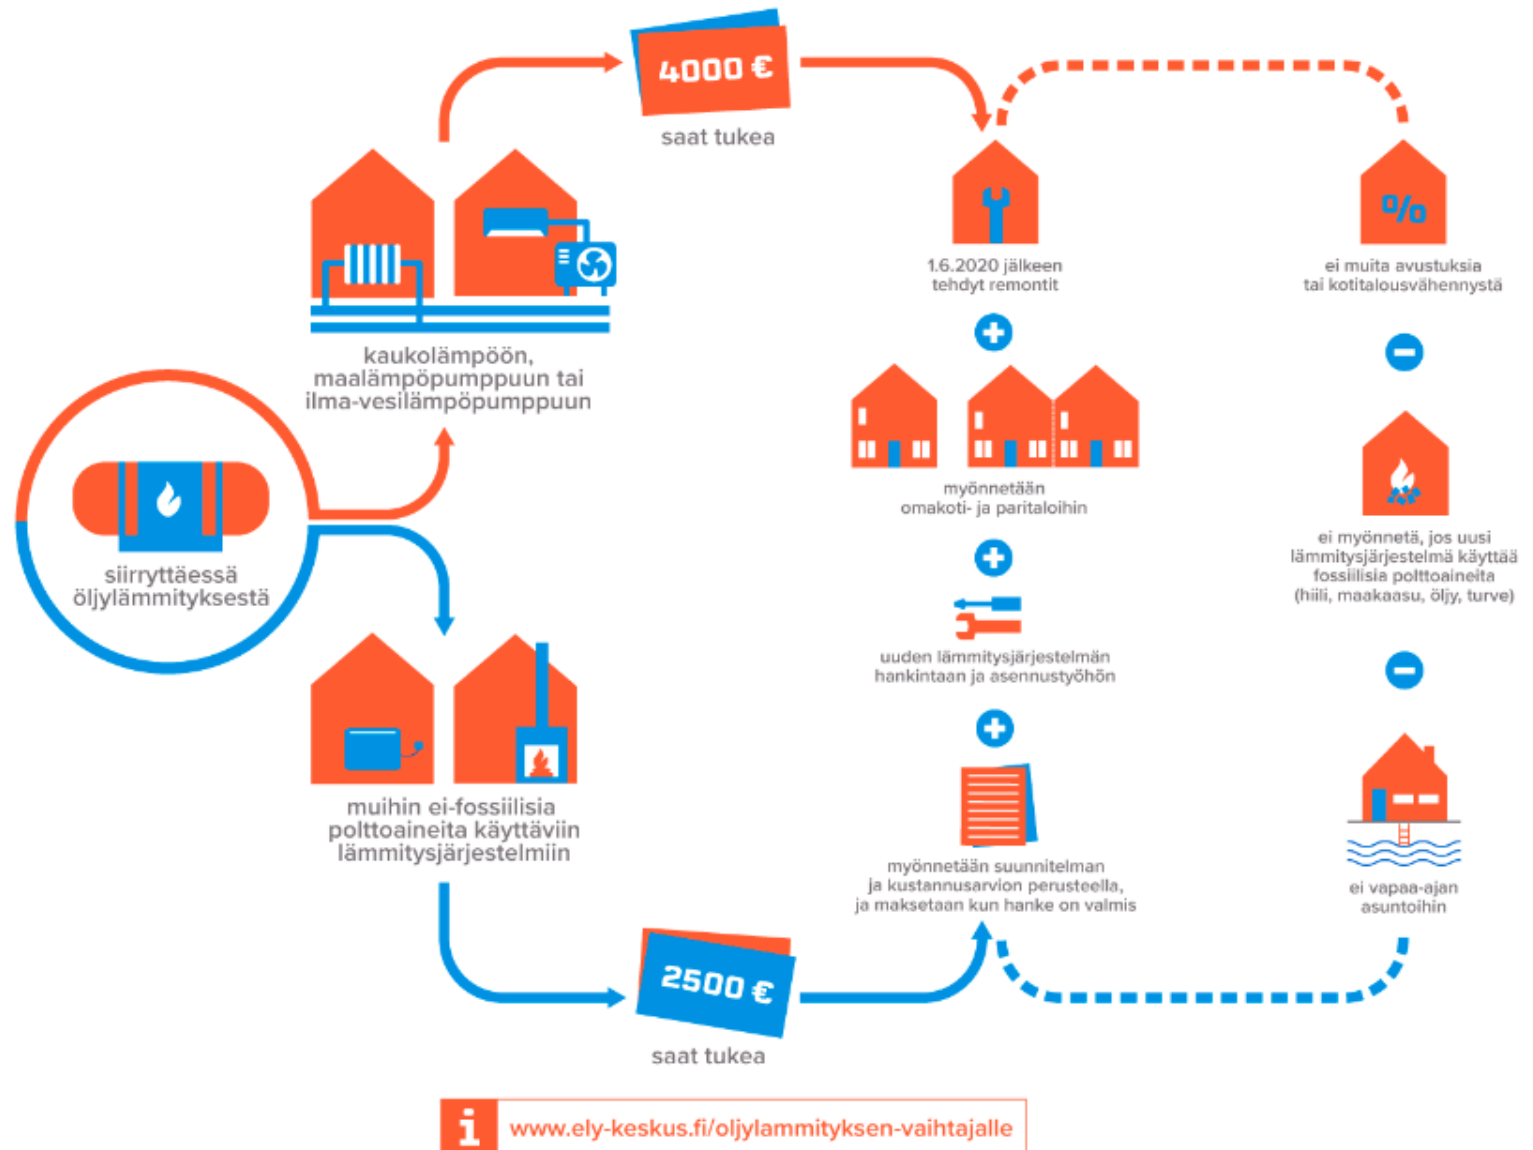 4000 €
saat tukea
kaukolämpöön,
maalämpöpumppuun tai
ilma-vesilämpöpumppuun
siirryttäessä
öljylämmityksestä
muihin ei-fossiilisia
polttoaineita käyttäviin
lämmitysjärjestelmiin
2500 €
saat tukea
1.6.2020 jälkeen
tehdyt remontit
myönnetään
omakoti- ja paritaloihin
uuden lämmitysjärjestelmän
hankintaan ja asennustyöhön
myönnetään suunnitelman
ja kustannusarvion perusteella,
ja maksetaan kun hanke on valmis
%
ei muita avustuksia
tai kotitalousvähennystä
ei myönnetä, jos uusi
lämmitysjärjestelmä käyttää
fossiilisia polttoaineita
(hiili, maakaasu, öljy, turve)
ei vapaa-ajan
asuntoihin
i www.ely-keskus.fi/oljylammityksen-vaihtajalle